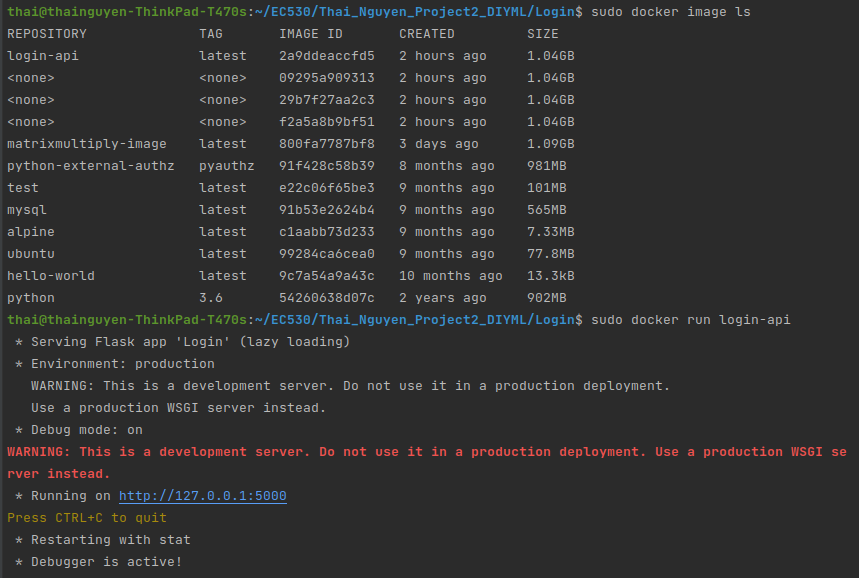 thai@thainguyen-ThinkPad-T470s:~/EC530/Thai_Nguyen_Project2_DIYML/Login$ sudo docker image ls
REPOSITORY TAG IMAGE ID CREATED SIZE
login-api latest 2a9ddeaccfd5 2 hours ago 1.04GB
<none> <none> 09295a909313 2 hours ago 1.04GB
<none> <none> 29b7f27aa2c3 2 hours ago 1.04GB
<none> <none> f2a5a8b9bf51 2 hours ago 1.04GB
matrixmultiply-image latest 800fa7787bf8 3 days ago 1.09GB
python-external-authz pyauthz 91f428c58b39 8 months ago 981MB
test latest e22c06f65be3 9 months ago 101MB
mysql latest 91b53e2624b4 9 months ago 565MB
alpine latest c1aabb73d233 9 months ago 7.33MB
ubuntu latest 99284ca6cea0 9 months ago 77.8MB
hello-world latest 9c7a54a9a43c 10 months ago 13.3kB
python 3.6 54260638d07c 2 years ago 902MB
thai@thainguyen-ThinkPad-T470s:~/EC530/Thai_Nguyen_Project2_DIYML/Login$ sudo docker run login-api
 * Serving Flask app 'Login' (lazy loading)
 * Environment: production
   WARNING: This is a development server. Do not use it in a production deployment.
   Use a production WSGI server instead.
 * Debug mode: on
WARNING: This is a development server. Do not use it in a production deployment. Use a production WSGI se
rver instead.
 * Running on http://127.0.0.1:5000
Press CTRL+C to quit
 * Restarting with stat
 * Debugger is active!